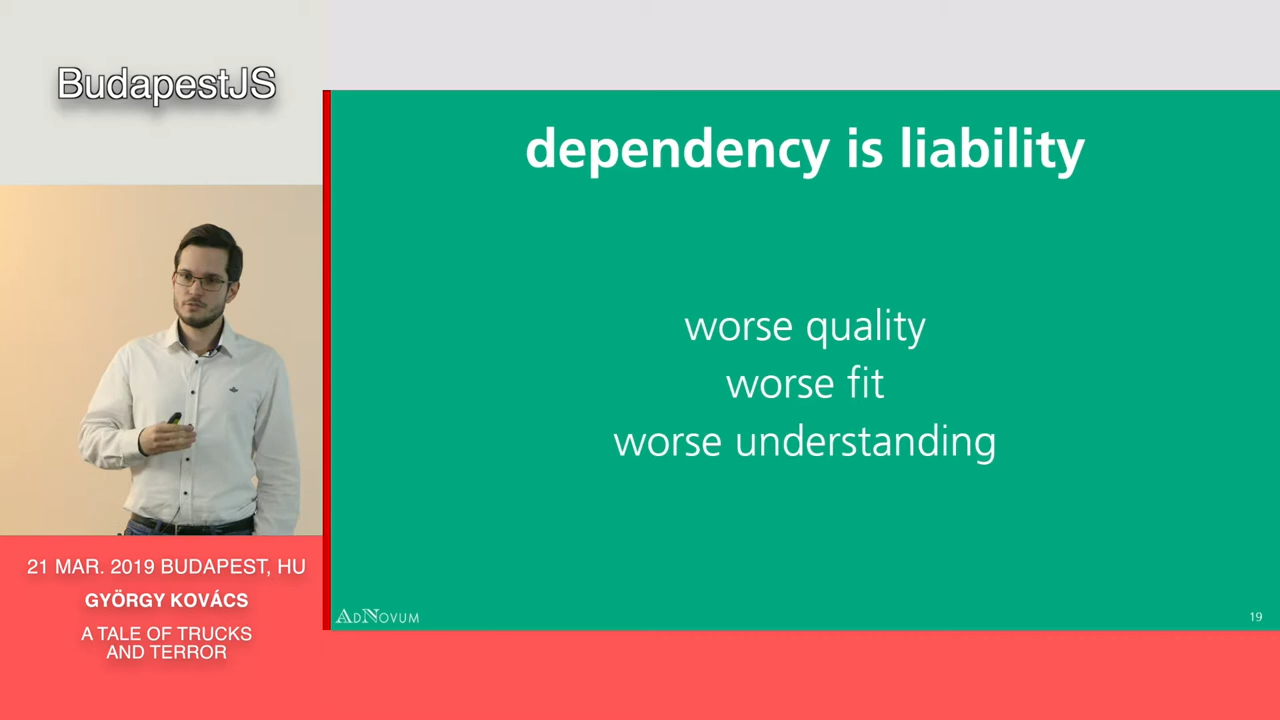 BudapestJS
dependency is liability
worse quality
worse fit
worse understanding
21 MAR. 2019 BUDAPEST, HU
GYÖRGY KOVÁCS
A TALE OF TRUCKS
AND TERROR
ADNOVUM
19